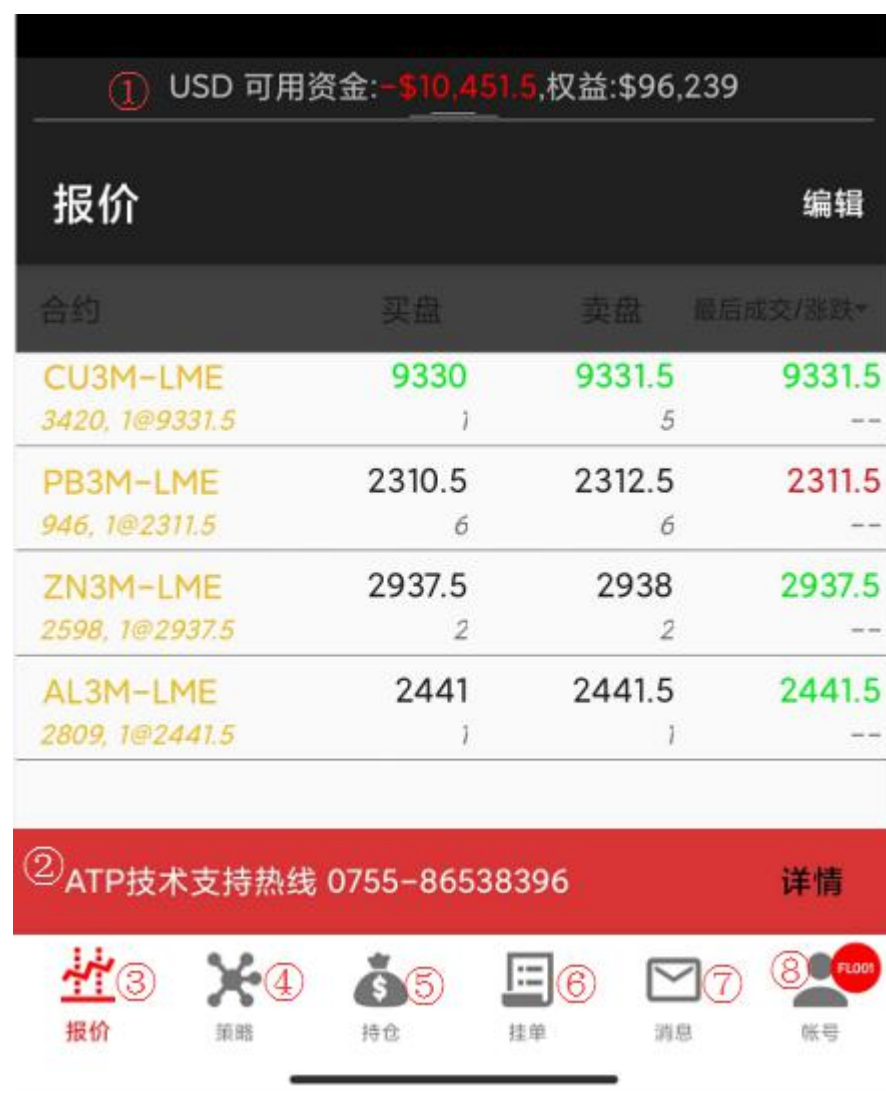 ① USD 可用资金:-$10,451.5,权益:$96,239
报价 编辑
合约 买盘 卖盘 最后成交/涨跌
CU3M-LME 9330 9331.5 9331.5
3420, 1@9331.5 1 5 --
PB3M-LME 2310.5 2312.5 2311.5
946, 1@2311.5 6 6 --
ZN3M-LME 2937.5 2938 2937.5
2598, 1@2937.5 2 2 --
AL3M-LME 2441 2441.5 2441.5
2809, 1@2441.5 1 1 --
② ATP技术支持热线 0755-86538396 详情
③ ④ $ ⑤ ⑥ ⑦ ⑧ FL001
报价 策略 持仓 挂单 消息 帐号